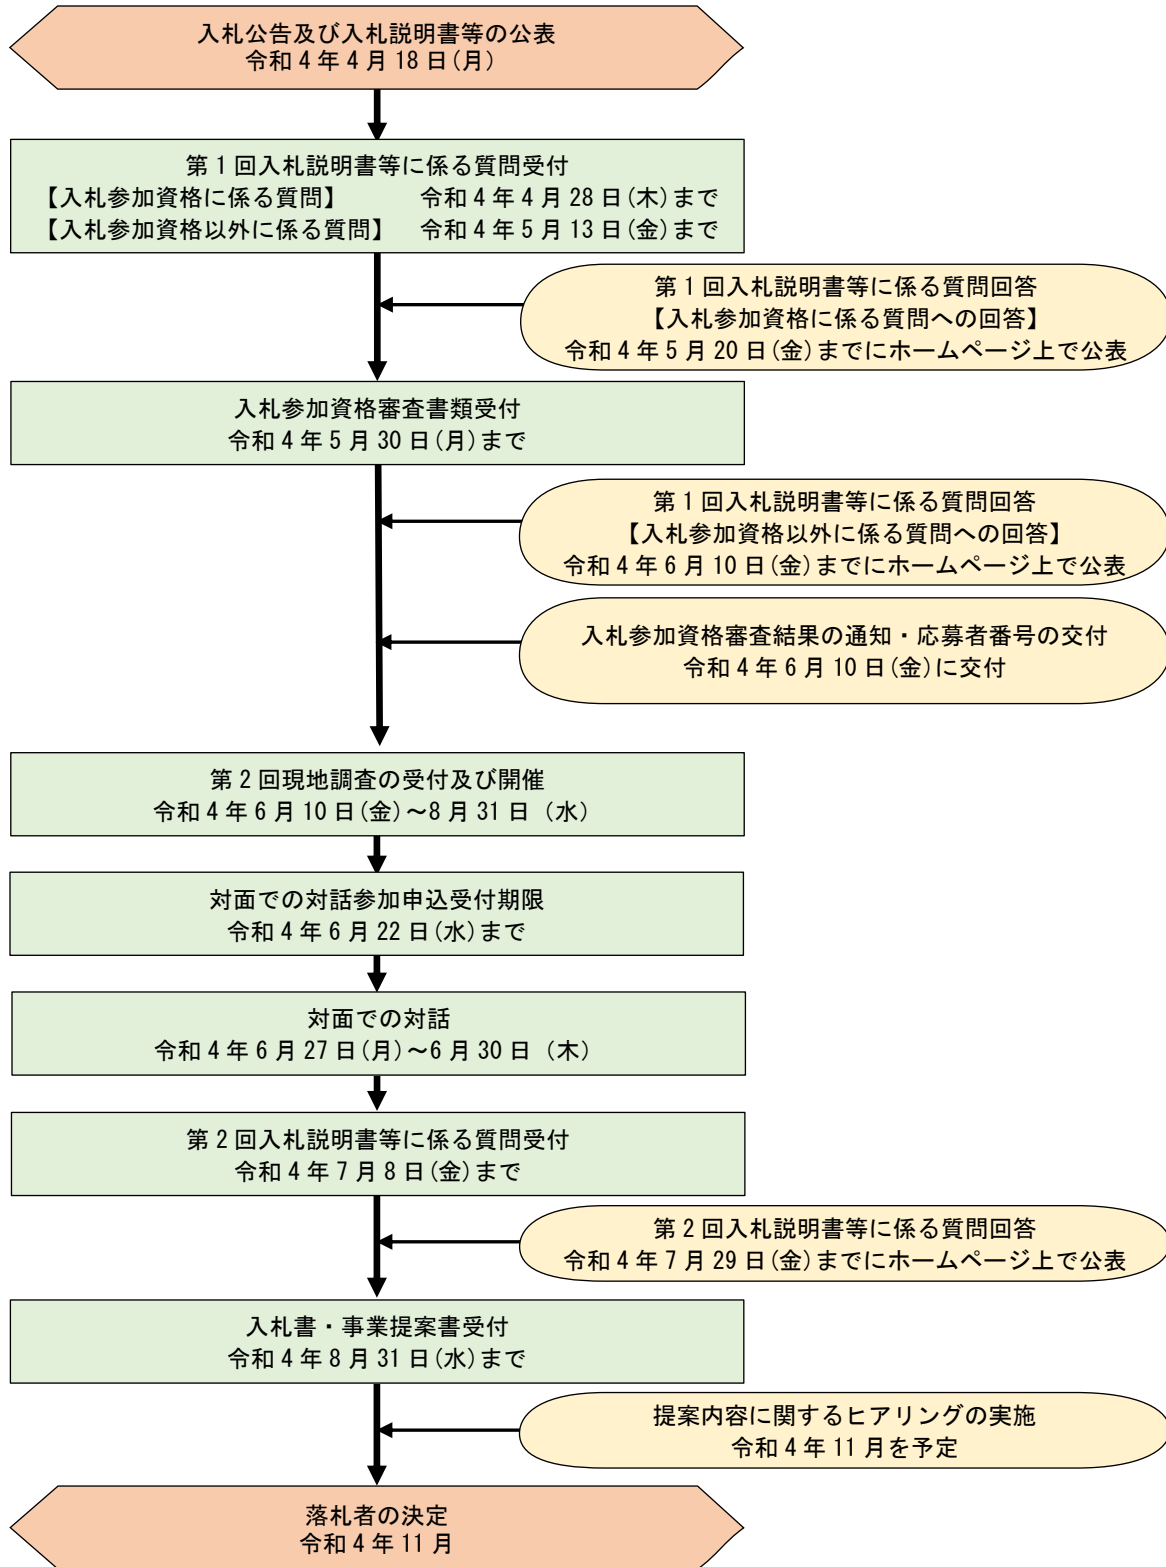 入札公告及び入札説明書等の公表
令和4年4月18日(月)
第1回入札説明書等に係る質問受付
【入札参加資格に係る質問】 令和4年4月28日(木)まで
【入札参加資格以外に係る質問】 令和4年5月13日(金)まで
第1回入札説明書等に係る質問回答
【入札参加資格に係る質問への回答】
令和4年5月20日(金)までにホームページ上で公表
入札参加資格審査書類受付
令和4年5月30日(月)まで
第1回入札説明書等に係る質問回答
【入札参加資格以外に係る質問への回答】
令和4年6月10日(金)までにホームページ上で公表
入札参加資格審査結果の通知・応募者番号の交付
令和4年6月10日(金)に交付
第2回現地調査の受付及び開催
令和4年6月10日(金)~8月31日(水)
対面での対話参加申込受付期限
令和4年6月22日(水)まで
対面での対話
令和4年6月27日(月)~6月30日(木)
第2回入札説明書等に係る質問受付
令和4年7月8日(金)まで
第2回入札説明書等に係る質問回答
令和4年7月29日(金)までにホームページ上で公表
入札書・事業提案書受付
令和4年8月31日(水)まで
提案内容に関するヒアリングの実施
令和4年11月を予定
落札者の決定
令和4年11月